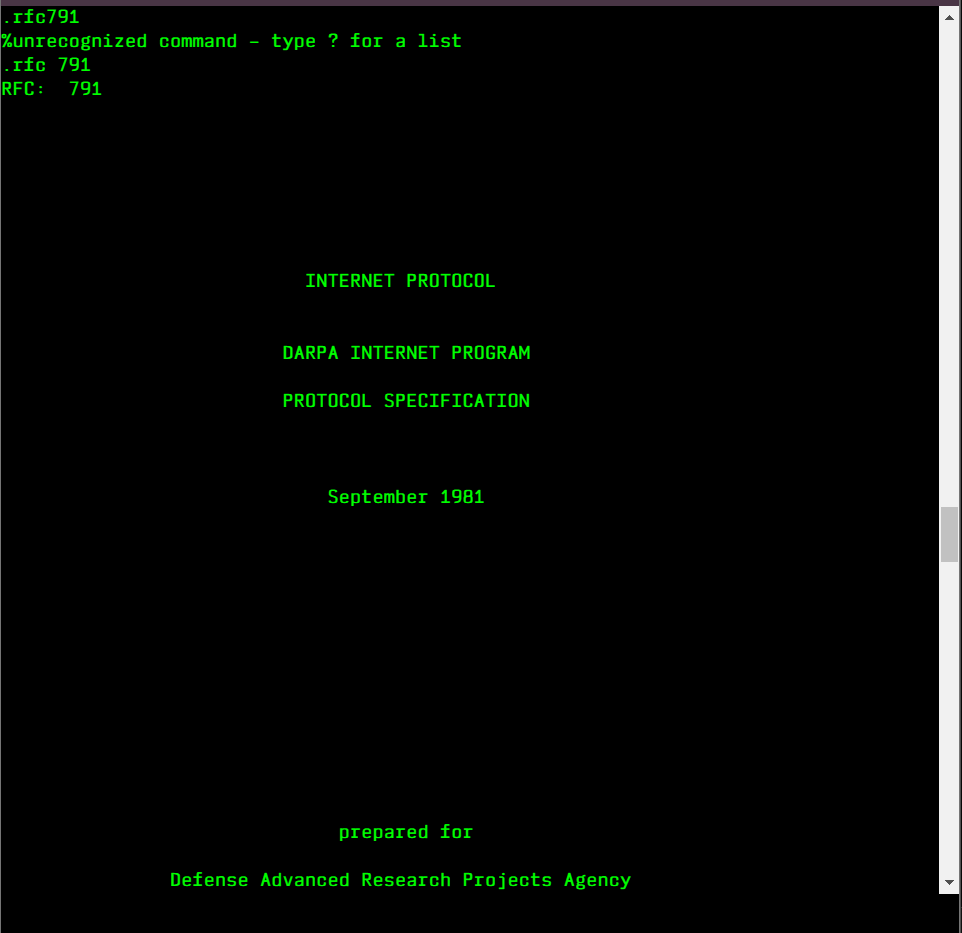 .rfc791
%unrecognized command - type ? for a list
.rfc 791
RFC:  791
INTERNET PROTOCOL
DARPA INTERNET PROGRAM
PROTOCOL SPECIFICATION
September 1981
prepared for
Defense Advanced Research Projects Agency